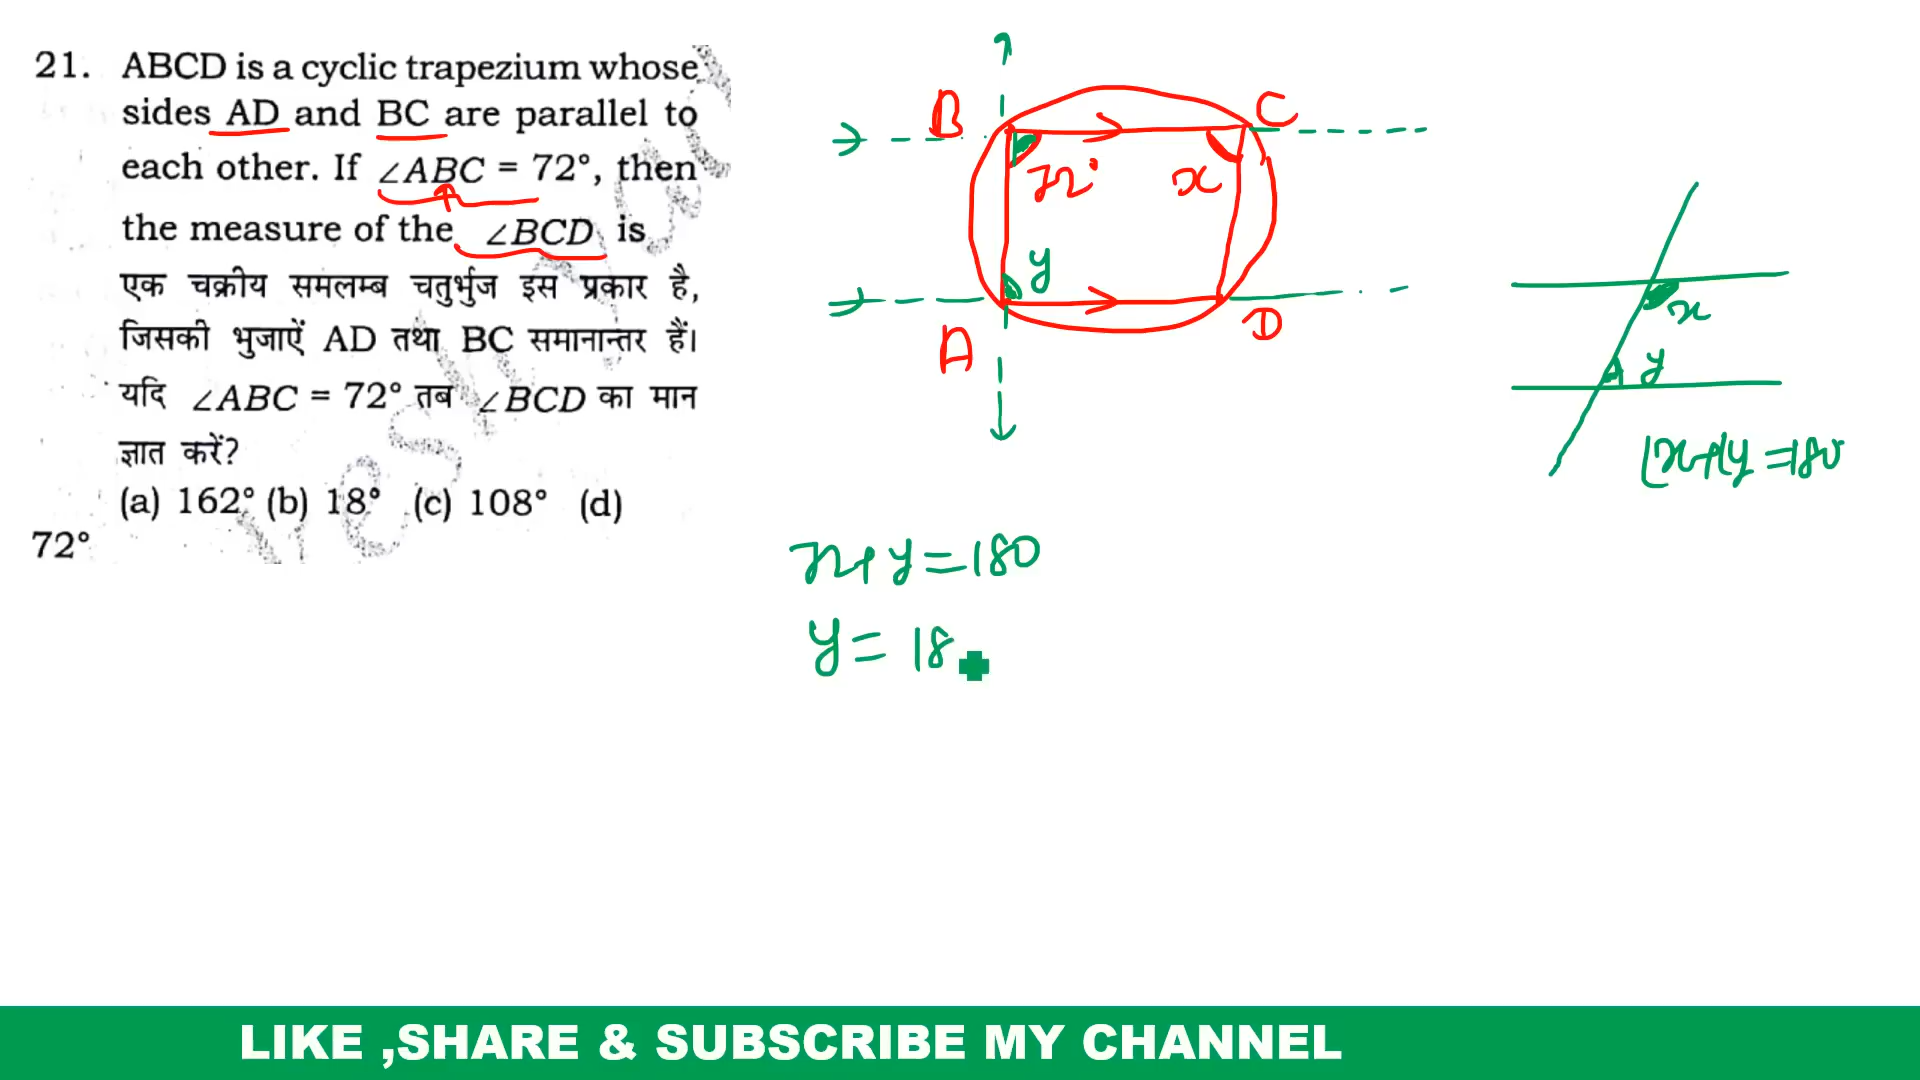 21. ABCD is a cyclic trapezium whose
sides AD and BC are parallel to
each other. If ∠ABC = 72°, then
the measure of the ∠BCD is
एक चक्रीय समलम्ब चतुर्भुज इस प्रकार है,
जिसकी भुजाऐं AD तथा BC समानान्तर हैं।
यदि ∠ABC = 72° तब ∠BCD का मान
ज्ञात करें?
(a) 162° (b) 18° (c) 108° (d)
72°
B C
72° x
y
A D
x
y
x+y=180
72+y=180
y=18
LIKE ,SHARE & SUBSCRIBE MY CHANNEL